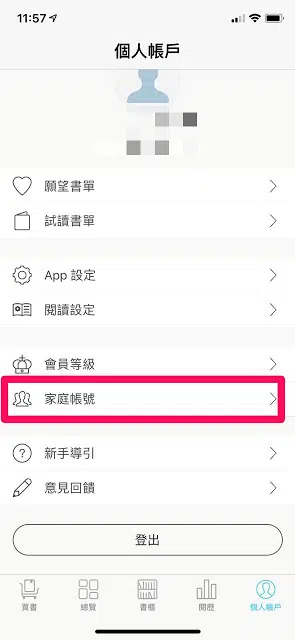 11:57
個人帳戶
願望書單
試讀書單
App 設定
閱讀設定
會員等級
家庭帳號
新手導引
?
意見回饋
登出
買書
總覽
書櫃
閱歷
個人帳戶